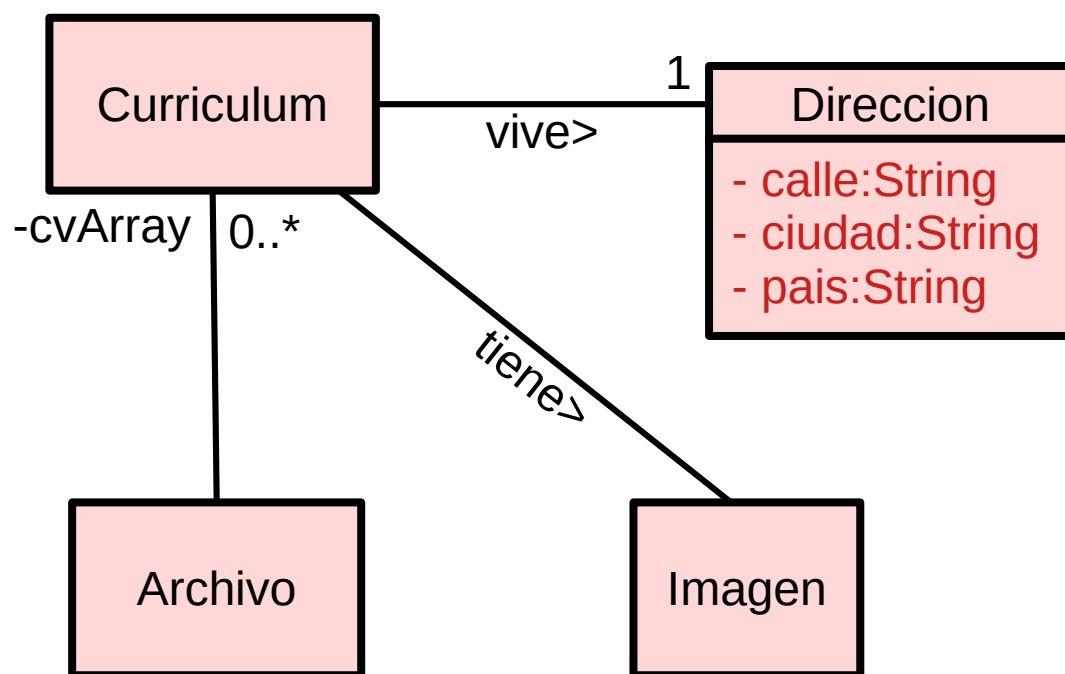 Curriculum
1
vive>
Direccion
- calle:String
- ciudad:String
- pais:String
-cvArray
0..*
tiene>
Archivo
Imagen